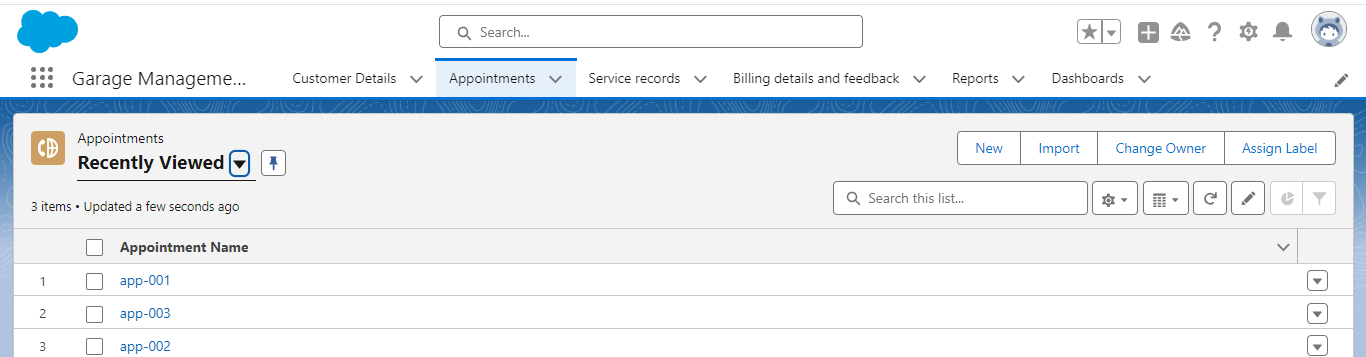 Search...
Garage Manageme...
Customer Details
Appointments
Service records
Billing details and feedback
Reports
Dashboards
Appointments
Recently Viewed
New
Import
Change Owner
Assign Label
3 items • Updated a few seconds ago
Search this list...
Appointment Name
1 app-001
2 app-003
3 app-002